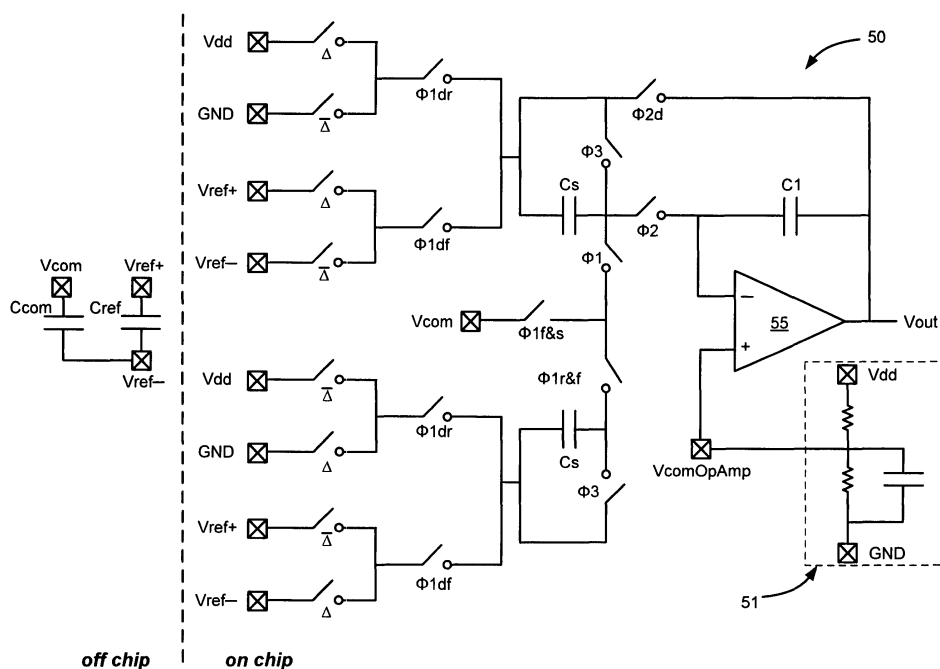 Vdd
Δ
Φ1dr
GND
Δ̅
Vref+
Δ
Φ1df
Vref–
Δ̅
50
Φ2d
Φ3
Cs
Φ2
C1
Φ1
Vcom
Vref+
Ccom
Cref
Vref–
Vcom
Φ1f&s
–
55
+
Vout
Φ1r&f
Vdd
Δ̅
Φ1dr
GND
Δ
Cs
Φ3
Vref+
Δ̅
Φ1df
Vref–
Δ
Vdd
VcomOpAmp
GND
51
off chip
on chip